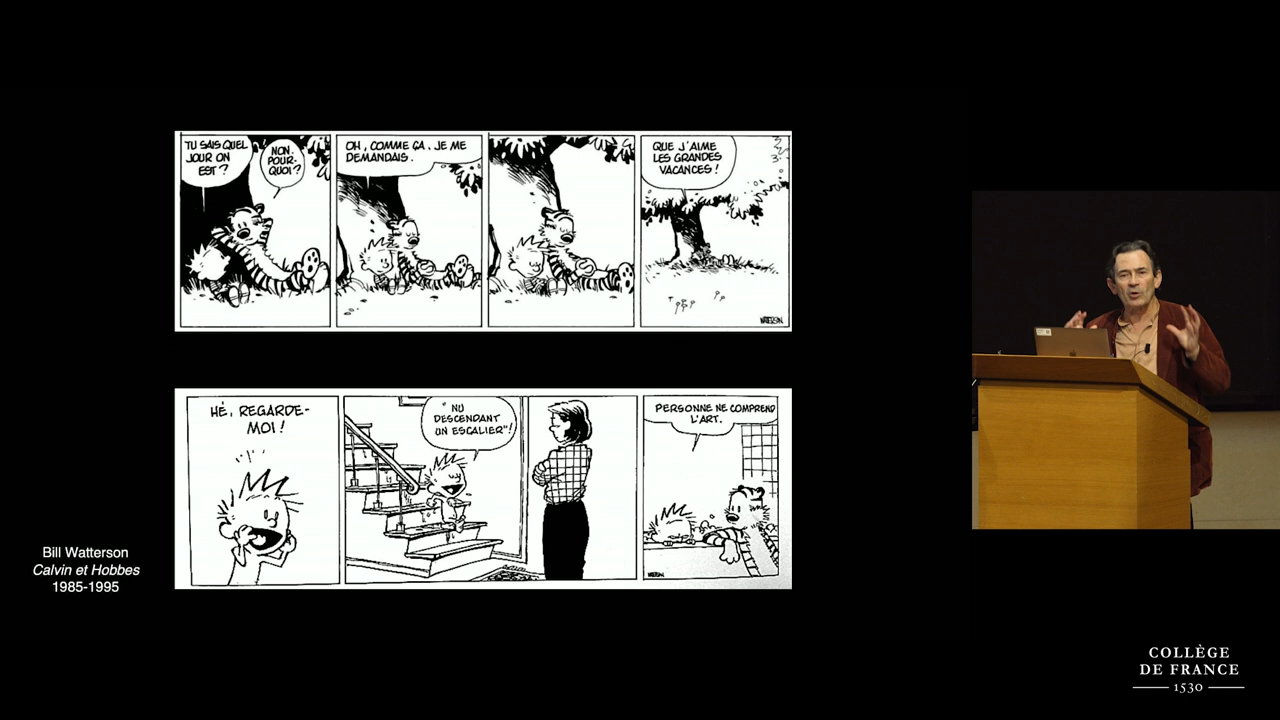 TU SAIS QUEL
JOUR ON
EST ?
NON.
POUR-
QUOI ?
OH, COMME ÇA. JE ME
DEMANDAIS.
QUE J'AIME
LES GRANDES
VACANCES !
WATTERSON
HÉ, REGARDE-
MOI !
"NU
DESCENDANT
UN ESCALIER" !
PERSONNE NE COMPREND
L'ART.
Bill Watterson
Calvin et Hobbes
1985-1995
COLLÈGE
DE FRANCE
1530